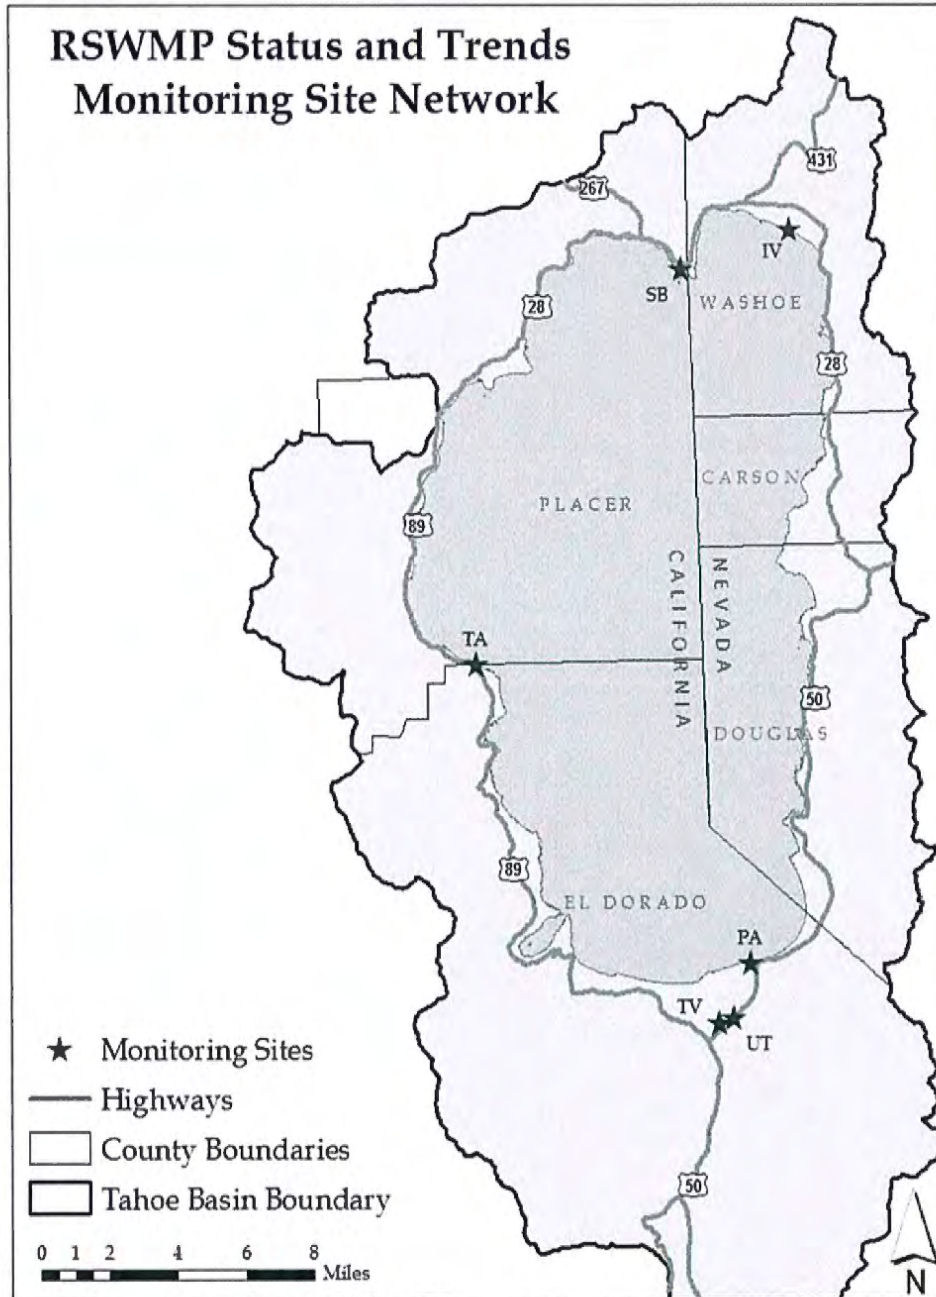 RSWMP Status and Trends
Monitoring Site Network
431
267
IV
SB
WASHOE
28
28
CARSON
PLACER
89
CALIFORNIA
NEVADA
TA
50
DOUGLAS
89
EL DORADO
PA
TV
UT
50
Monitoring Sites
Highways
County Boundaries
Tahoe Basin Boundary
0 1 2 4 6 8
Miles
N